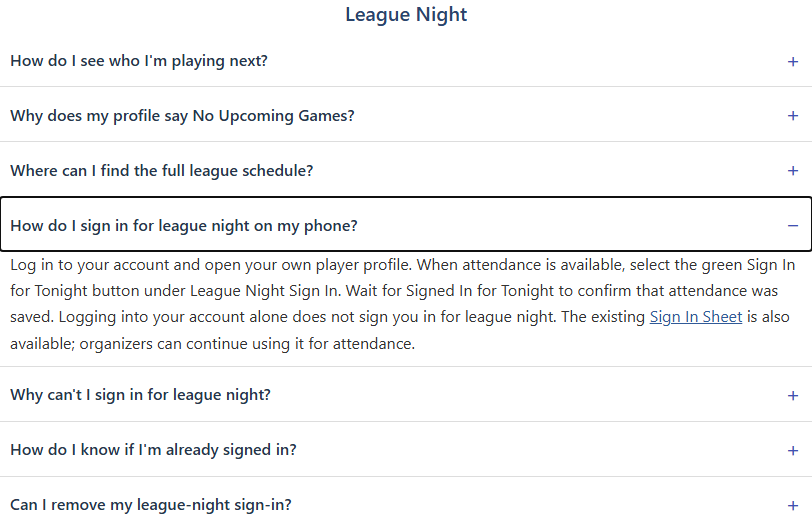 League Night
How do I see who I'm playing next?
Why does my profile say No Upcoming Games?
Where can I find the full league schedule?
How do I sign in for league night on my phone?
Log in to your account and open your own player profile. When attendance is available, select the green Sign In
for Tonight button under League Night Sign In. Wait for Signed In for Tonight to confirm that attendance was
saved. Logging into your account alone does not sign you in for league night. The existing Sign In Sheet is also
available; organizers can continue using it for attendance.
Why can't I sign in for league night?
How do I know if I'm already signed in?
Can I remove my league-night sign-in?